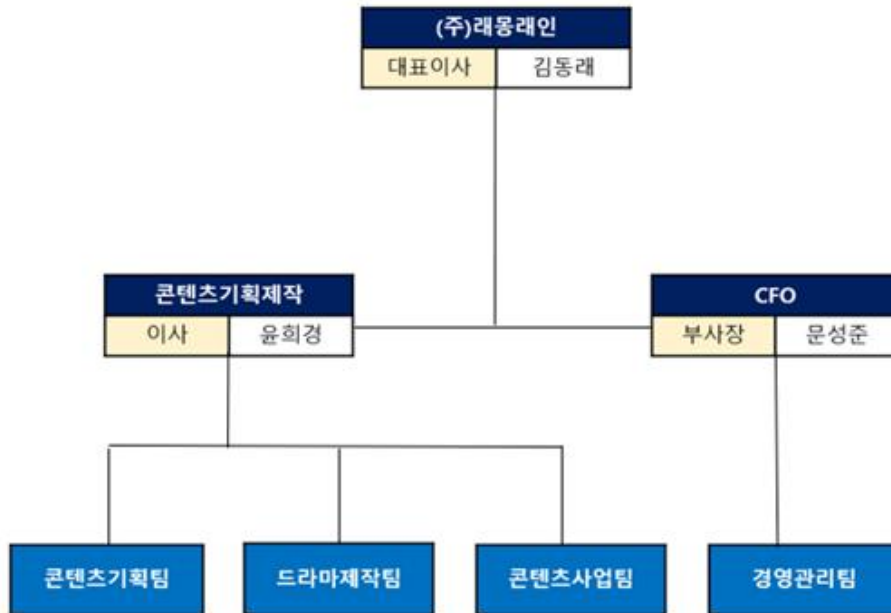 (주)래몽래인
대표이사 김동래
콘텐츠기획제작
이사 윤희경
CFO
부사장 문성준
콘텐츠기획팀
드라마제작팀
콘텐츠사업팀
경영관리팀